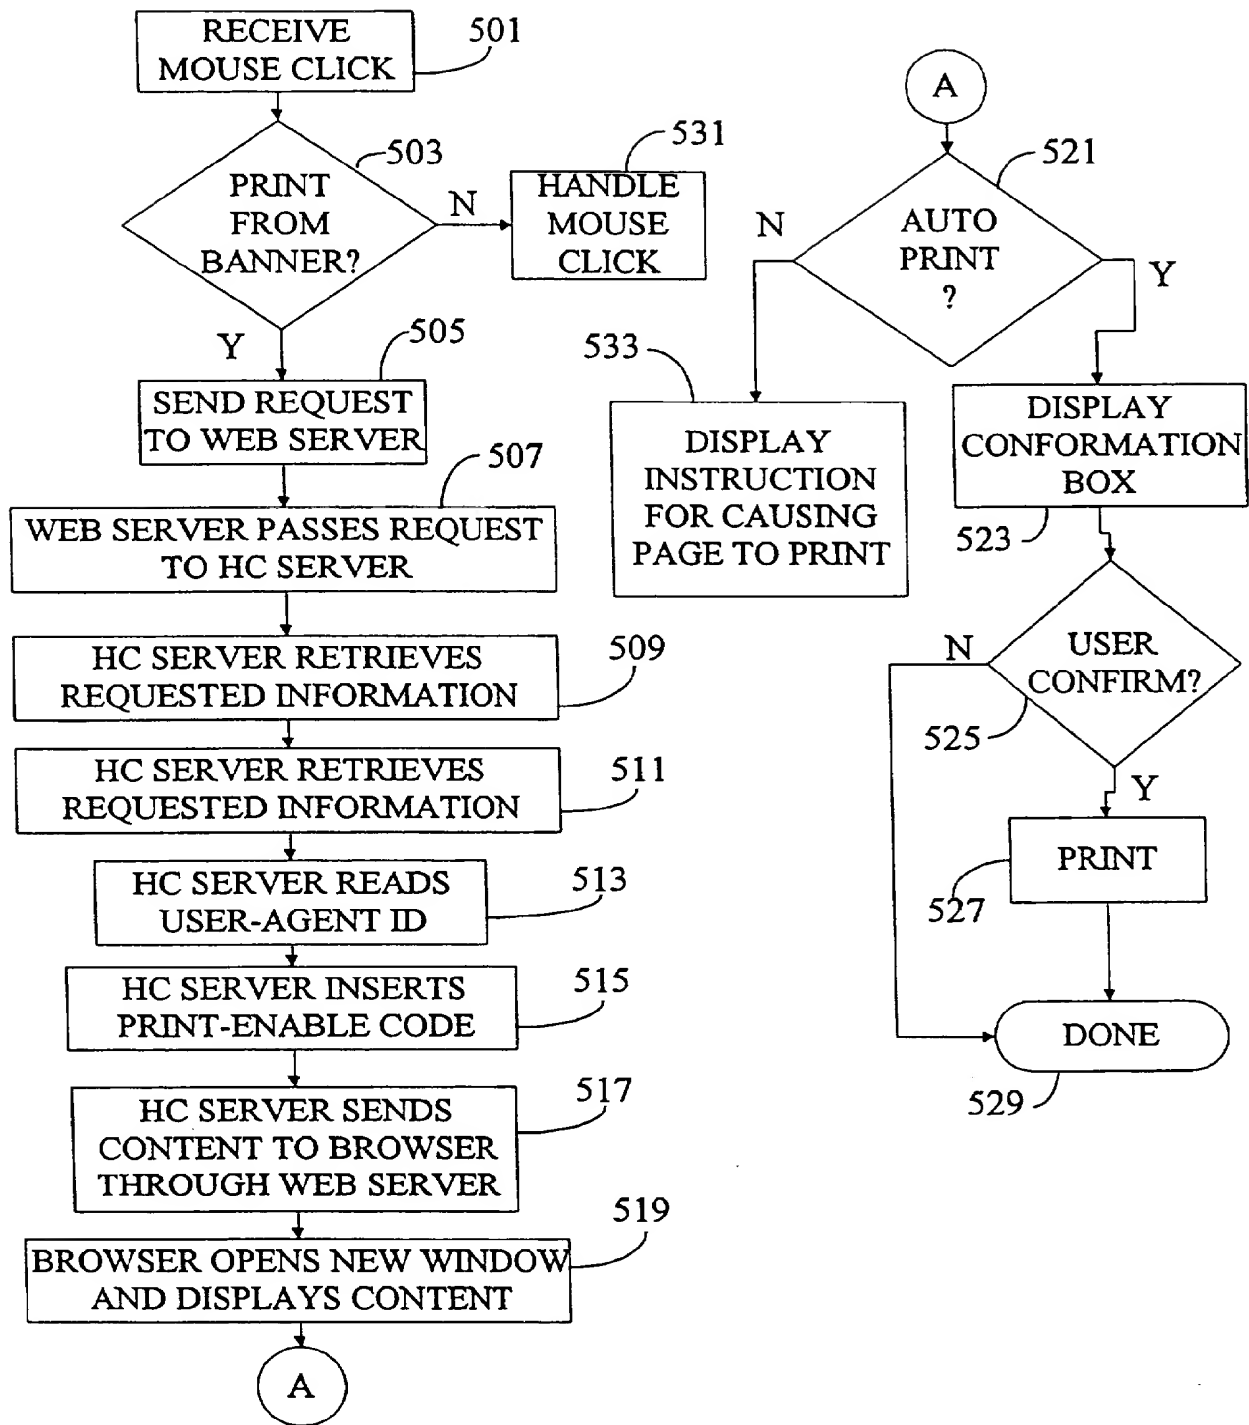 RECEIVE
MOUSE CLICK
501
PRINT
FROM
BANNER?
503
N
HANDLE
MOUSE
CLICK
531
Y
SEND REQUEST
TO WEB SERVER
505
WEB SERVER PASSES REQUEST
TO HC SERVER
507
HC SERVER RETRIEVES
REQUESTED INFORMATION
509
HC SERVER RETRIEVES
REQUESTED INFORMATION
511
HC SERVER READS
USER-AGENT ID
513
HC SERVER INSERTS
PRINT-ENABLE CODE
515
HC SERVER SENDS
CONTENT TO BROWSER
THROUGH WEB SERVER
517
BROWSER OPENS NEW WINDOW
AND DISPLAYS CONTENT
519
A
A
AUTO
PRINT
?
521
N
Y
DISPLAY
INSTRUCTION
FOR CAUSING
PAGE TO PRINT
533
DISPLAY
CONFORMATION
BOX
523
USER
CONFIRM?
525
N
Y
PRINT
527
DONE
529